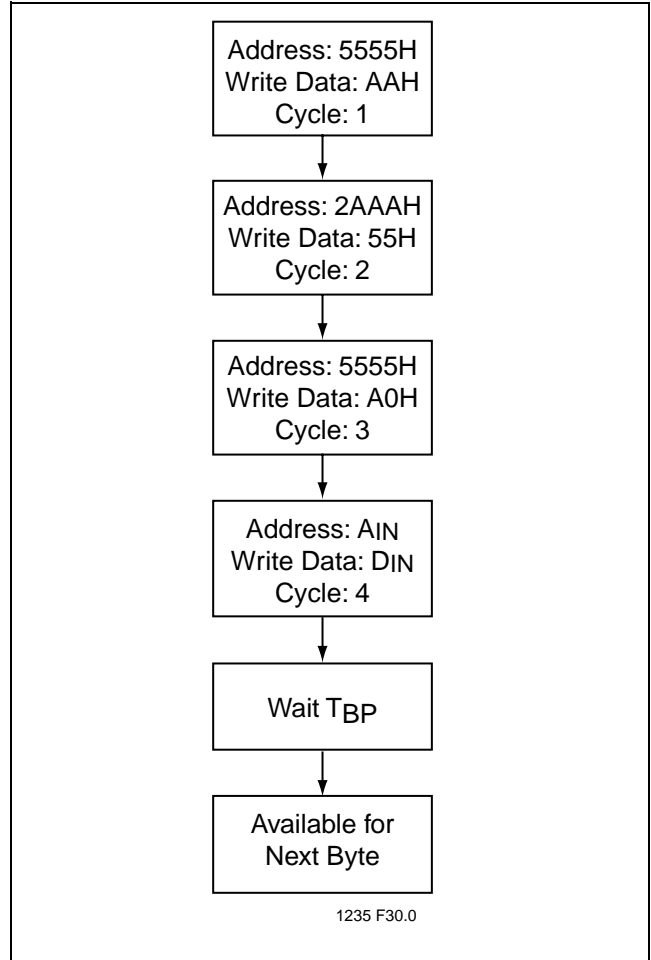 Address: 5555H
Write Data: AAH
Cycle: 1
Address: 2AAAH
Write Data: 55H
Cycle: 2
Address: 5555H
Write Data: A0H
Cycle: 3
Address: AIN
Write Data: DIN
Cycle: 4
Wait TBP
Available for
Next Byte
1235 F30.0